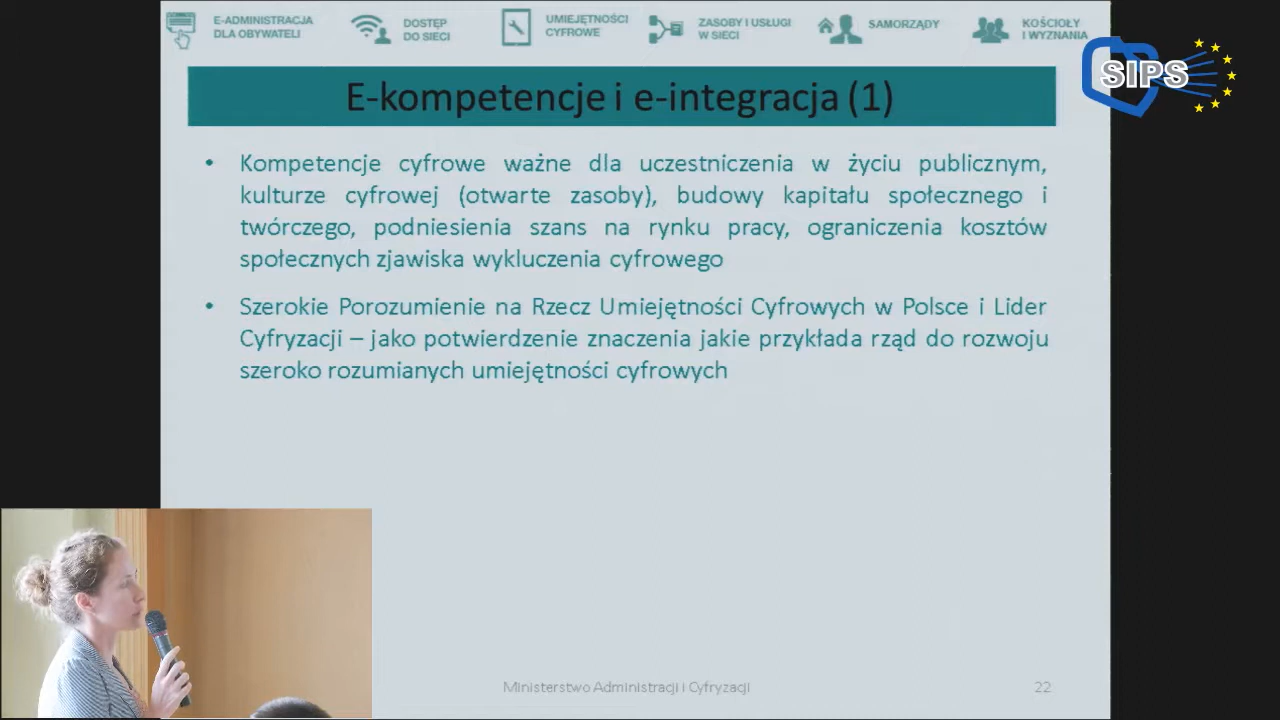 E-ADMINISTRACJA
DLA OBYWATELI
DOSTĘP
DO SIECI
UMIEJĘTNOŚCI
CYFROWE
ZASOBY I USŁUGI
W SIECI
SAMORZĄDY
KOŚCIOŁY
I WYZNANIA
SIPS
E-kompetencje i e-integracja (1)
• Kompetencje cyfrowe ważne dla uczestniczenia w życiu publicznym,
kulturze cyfrowej (otwarte zasoby), budowy kapitału społecznego i
twórczego, podniesienia szans na rynku pracy, ograniczenia kosztów
społecznych zjawiska wykluczenia cyfrowego
• Szerokie Porozumienie na Rzecz Umiejętności Cyfrowych w Polsce i Lider
Cyfryzacji – jako potwierdzenie znaczenia jakie przykłada rząd do rozwoju
szeroko rozumianych umiejętności cyfrowych
Ministerstwo Administracji i Cyfryzacji
22